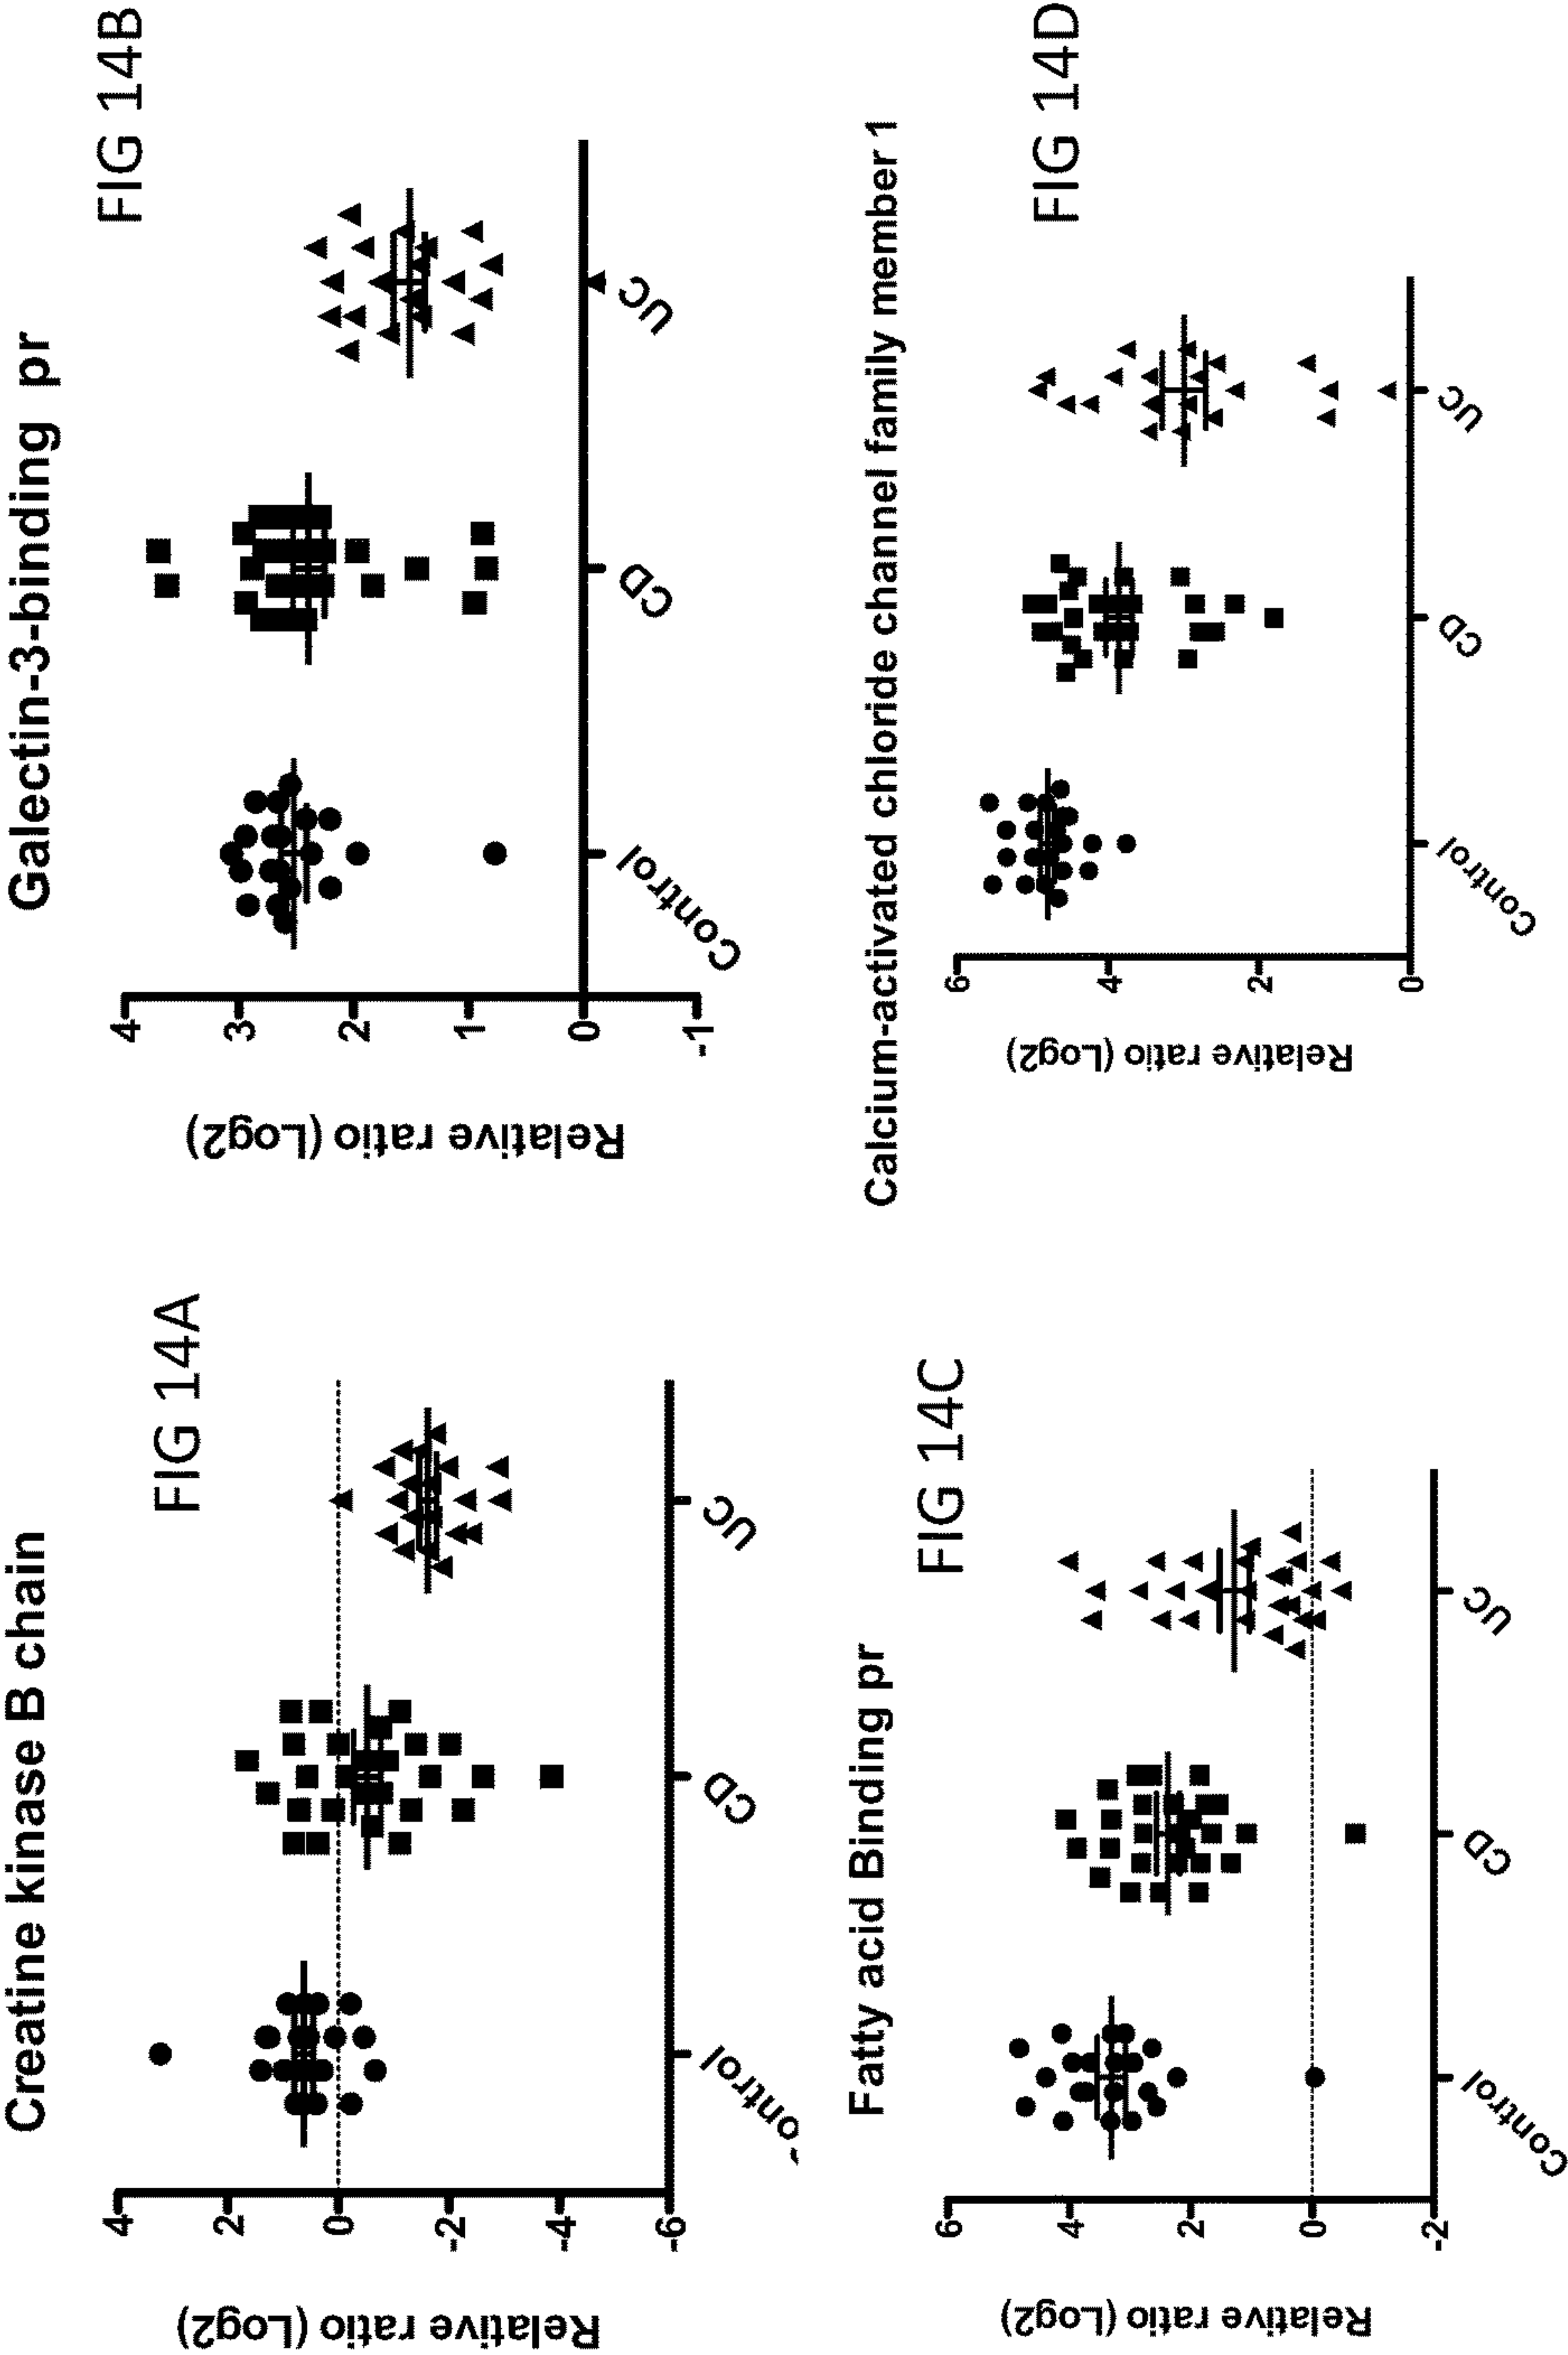 Creatine kinase B chain
FIG 14A
Relative ratio (Log2)
4
2
0
-2
-4
-6
CD
UC
Galectin-3-binding pr
FIG 14B
Relative ratio (Log2)
4
3
2
1
0
-1
Control
CD
UC
Fatty acid Binding pr
FIG 14C
Relative ratio (Log2)
6
4
2
0
-2
Control
CD
UC
Calcium-activated chloride channel family member 1
FIG 14D
Relative ratio (Log2)
6
4
2
0
Control
CD
UC